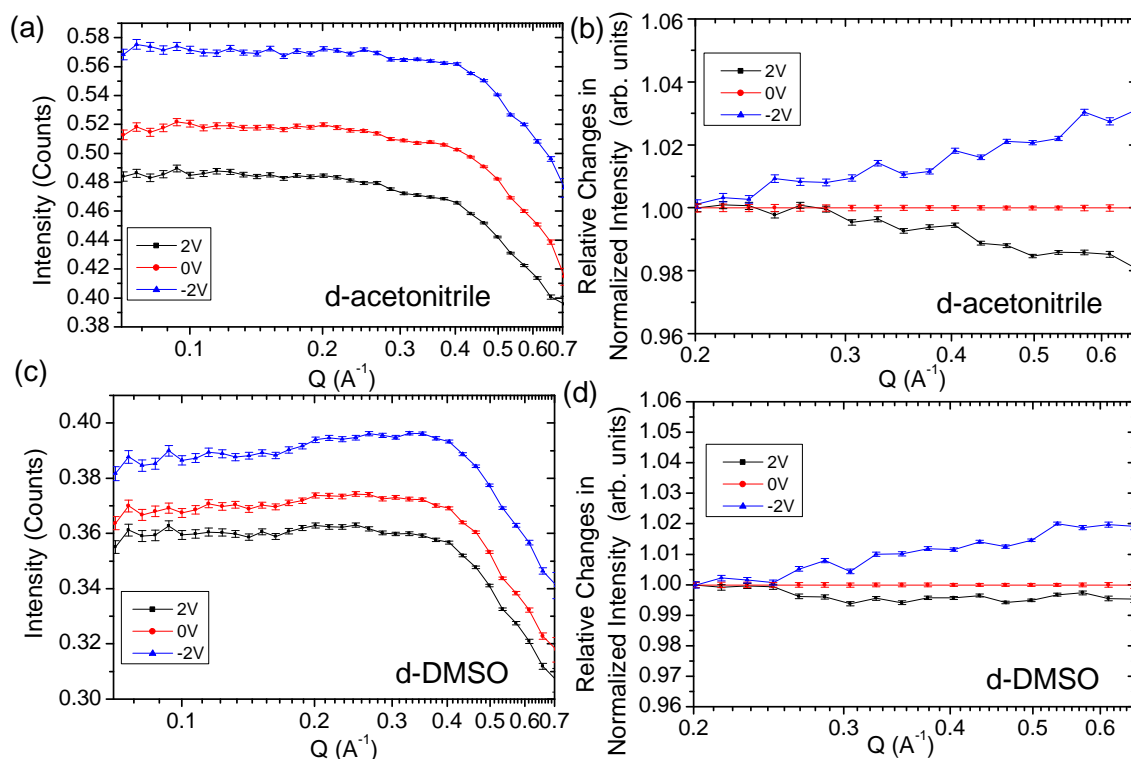 (a)
0.58
0.56
0.54
0.52
0.50
0.48
0.46
0.44
0.42
0.40
0.38
Intensity (Counts)
2V
0V
-2V
d-acetonitrile
0.1
0.2
0.3
0.4
0.5
0.60
0.7
Q (A⁻¹)
(b)
1.06
1.04
1.02
1.00
0.98
0.96
Relative Changes in
Normalized Intensity (arb. units)
2V
0V
-2V
d-acetonitrile
0.2
0.3
0.4
0.5
0.6
Q (A⁻¹)
(c)
0.40
0.38
0.36
0.34
0.32
0.30
Intensity (Counts)
2V
0V
-2V
d-DMSO
0.1
0.2
0.3
0.4
0.5
0.60
0.7
Q (A⁻¹)
(d)
1.06
1.05
1.04
1.03
1.02
1.01
1.00
0.99
0.98
0.97
0.96
Relative Changes in
Normalized Intensity (arb. units)
2V
0V
-2V
d-DMSO
0.2
0.3
0.4
0.5
0.6
Q (A⁻¹)